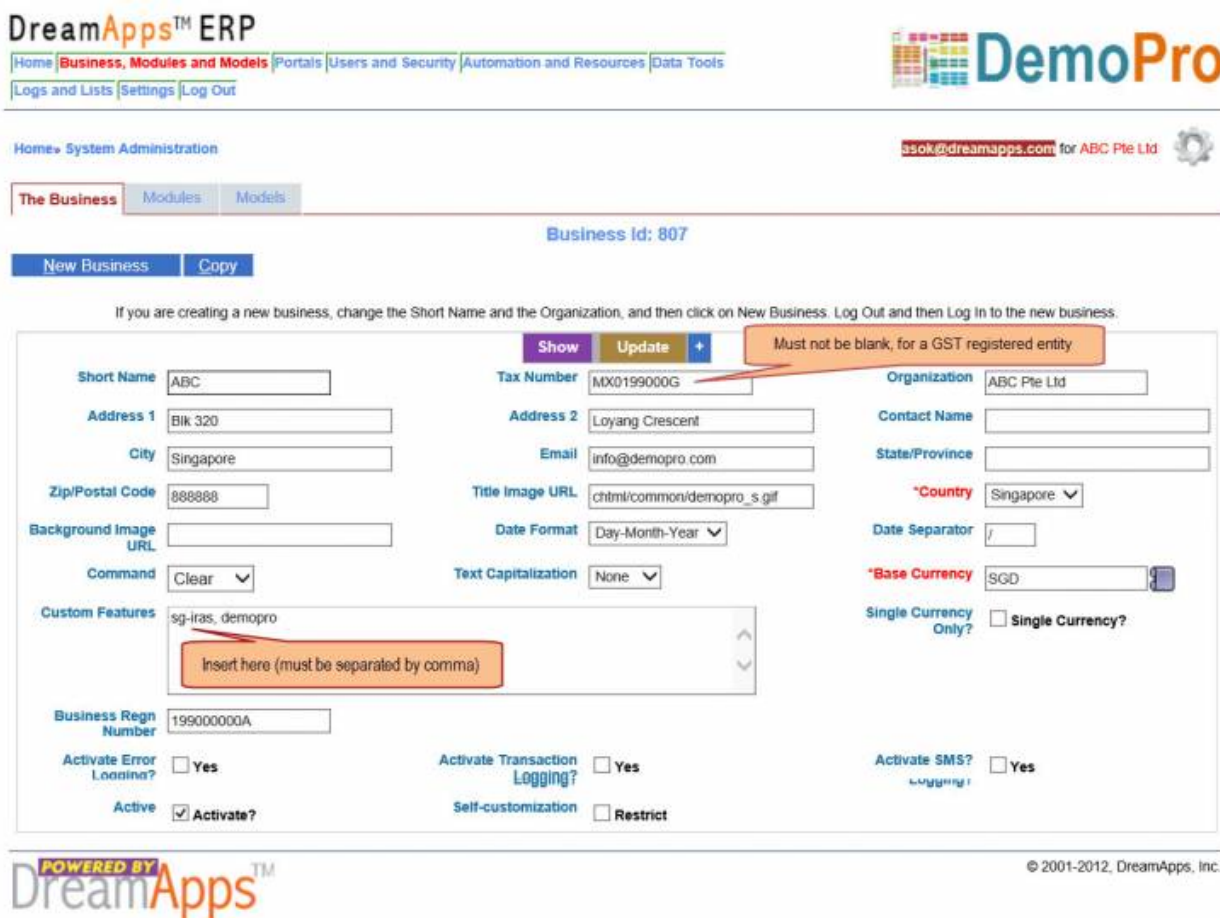 DreamApps™ ERP
DemoPro
Home Business, Modules and Models Portals Users and Security Automation and Resources Data Tools
Logs and Lists Settings Log Out
Home» System Administration
asok@dreamapps.com for ABC Pte Ltd
The Business Modules Models
Business Id: 807
New Business Copy
If you are creating a new business, change the Short Name and the Organization, and then click on New Business. Log Out and then Log In to the new business.
Show Update + Must not be blank, for a GST registered entity
Short Name ABC Tax Number MX0199000G Organization ABC Pte Ltd
Address 1 Blk 320 Address 2 Loyang Crescent Contact Name
City Singapore Email info@demopro.com State/Province
Zip/Postal Code 888888 Title Image URL chtml/common/demopro_s.gif *Country Singapore
Background Image URL Date Format Day-Month-Year Date Separator /
Command Clear Text Capitalization None *Base Currency SGD
Custom Features sg-iras, demopro Single Currency Only? Single Currency?
Insert here (must be separated by comma)
Business Regn Number 199000000A
Activate Error Logging? Yes Activate Transaction Logging? Yes Activate SMS? Logging? Yes
Active Activate? Self-customization Restrict
POWERED BY
DreamApps™
© 2001-2012, DreamApps, Inc.